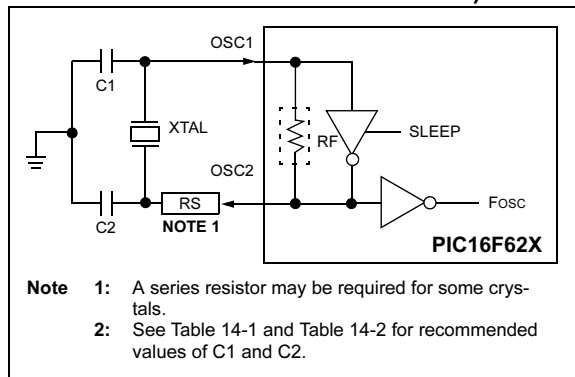 OSC1
C1
XTAL
RF
SLEEP
OSC2
RS
FOSC
C2
NOTE 1
PIC16F62X
Note 1: A series resistor may be required for some crys-
tals.
2: See Table 14-1 and Table 14-2 for recommended
values of C1 and C2.